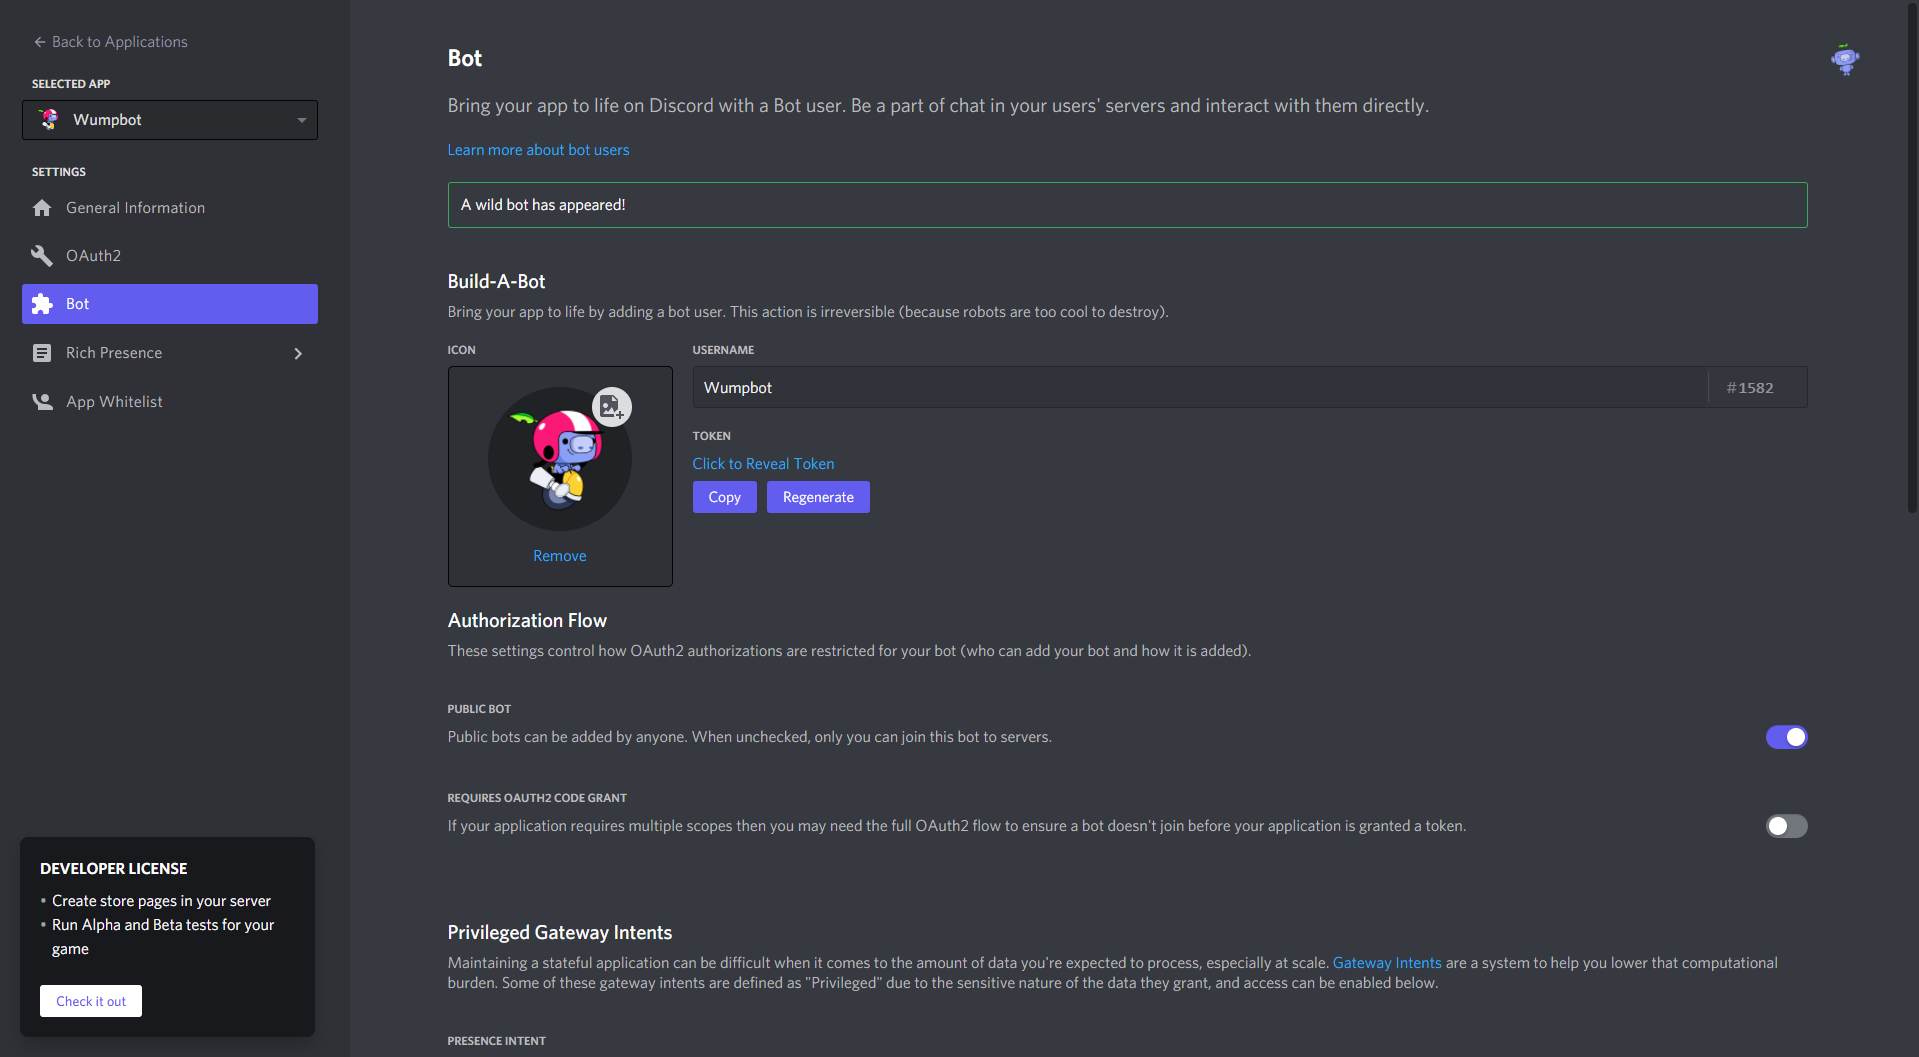 Back to Applications
SELECTED APP
Wumpbot
SETTINGS
General Information
OAuth2
Bot
Rich Presence
App Whitelist
DEVELOPER LICENSE
• Create store pages in your server
• Run Alpha and Beta tests for your
game
Check it out
Bot
Bring your app to life on Discord with a Bot user. Be a part of chat in your users' servers and interact with them directly.
Learn more about bot users
A wild bot has appeared!
Build-A-Bot
Bring your app to life by adding a bot user. This action is irreversible (because robots are too cool to destroy).
ICON
Remove
USERNAME
Wumpbot #1582
TOKEN
Click to Reveal Token
Copy Regenerate
Authorization Flow
These settings control how OAuth2 authorizations are restricted for your bot (who can add your bot and how it is added).
PUBLIC BOT
Public bots can be added by anyone. When unchecked, only you can join this bot to servers.
REQUIRES OAUTH2 CODE GRANT
If your application requires multiple scopes then you may need the full OAuth2 flow to ensure a bot doesn't join before your application is granted a token.
Privileged Gateway Intents
Maintaining a stateful application can be difficult when it comes to the amount of data you're expected to process, especially at scale. Gateway Intents are a system to help you lower that computational
burden. Some of these gateway intents are defined as "Privileged" due to the sensitive nature of the data they grant, and access can be enabled below.
PRESENCE INTENT